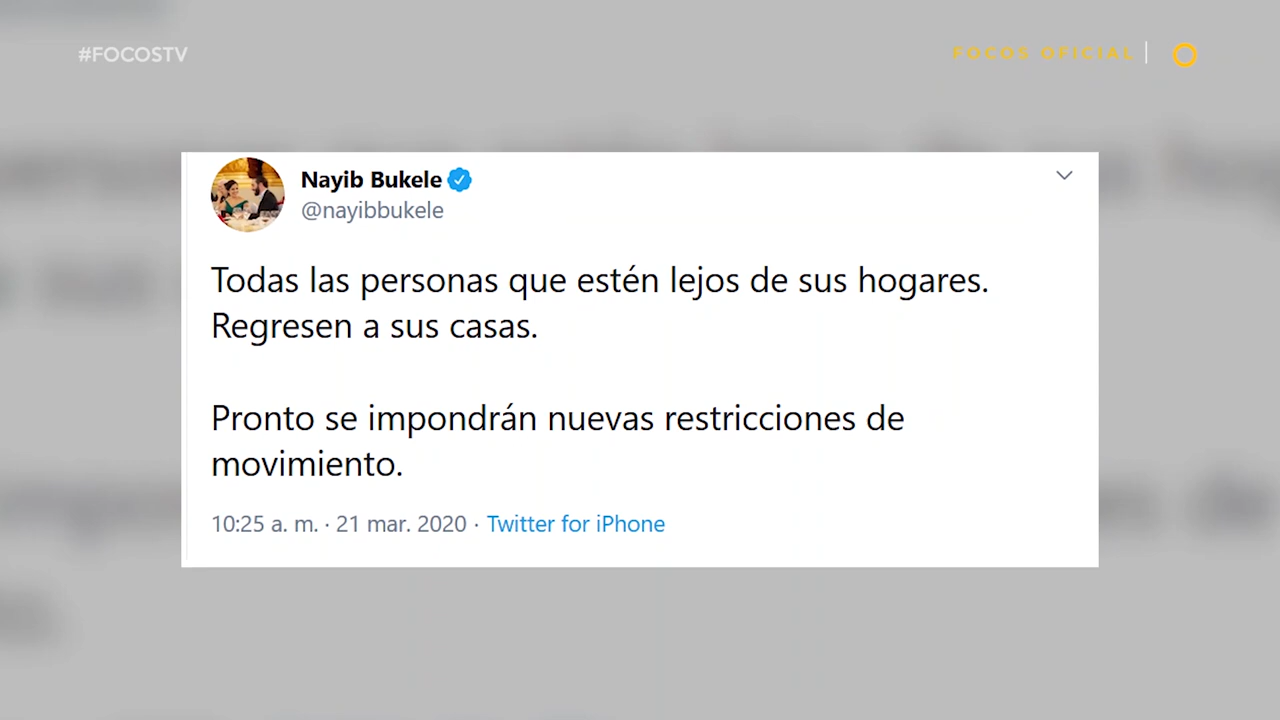 #FOCOSTV
FOCOS OFICIAL
Nayib Bukele
@nayibbukele
Todas las personas que estén lejos de sus hogares.
Regresen a sus casas.
Pronto se impondrán nuevas restricciones de
movimiento.
10:25 a. m. · 21 mar. 2020 · Twitter for iPhone